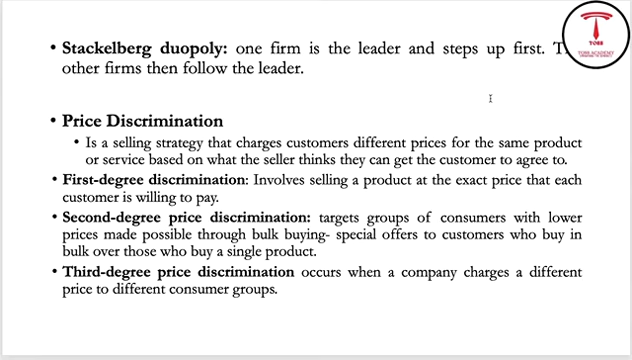 • Stackelberg duopoly: one firm is the leader and steps up first. T
other firms then follow the leader.
• Price Discrimination
• Is a selling strategy that charges customers different prices for the same product
or service based on what the seller thinks they can get the customer to agree to.
• First-degree discrimination: Involves selling a product at the exact price that each
customer is willing to pay.
• Second-degree price discrimination: targets groups of consumers with lower
prices made possible through bulk buying- special offers to customers who buy in
bulk over those who buy a single product.
• Third-degree price discrimination occurs when a company charges a different
price to different consumer groups.